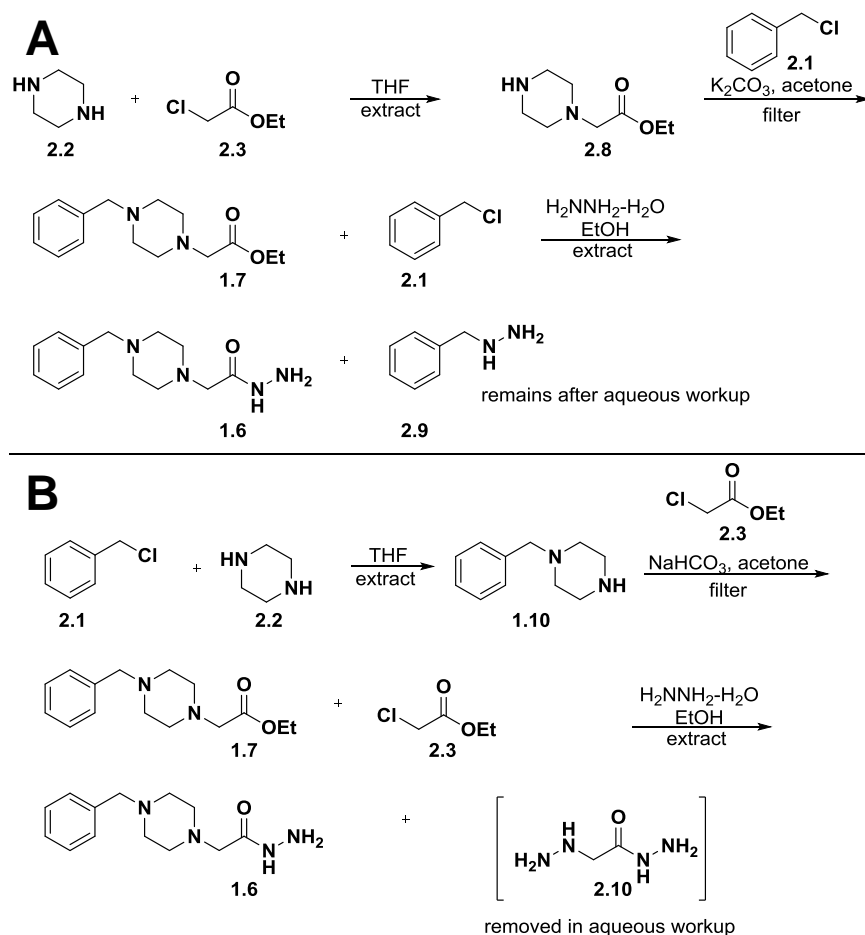 A
HN
NH
2.2
+
Cl
O
OEt
2.3
THF
extract
HN
N
O
OEt
2.8
Cl
2.1
K₂CO₃, acetone
filter
N
N
O
OEt
1.7
+
Cl
2.1
H₂NNH₂-H₂O
EtOH
extract
N
N
O
N
H
NH₂
1.6
+
N
H
NH₂
2.9
remains after aqueous workup
B
Cl
2.1
+
HN
NH
2.2
THF
extract
N
NH
1.10
Cl
O
OEt
2.3
NaHCO₃, acetone
filter
N
N
O
OEt
1.7
+
Cl
O
OEt
2.3
H₂NNH₂-H₂O
EtOH
extract
N
N
O
N
H
NH₂
1.6
+
H₂N
H
N
O
N
H
NH₂
2.10
removed in aqueous workup